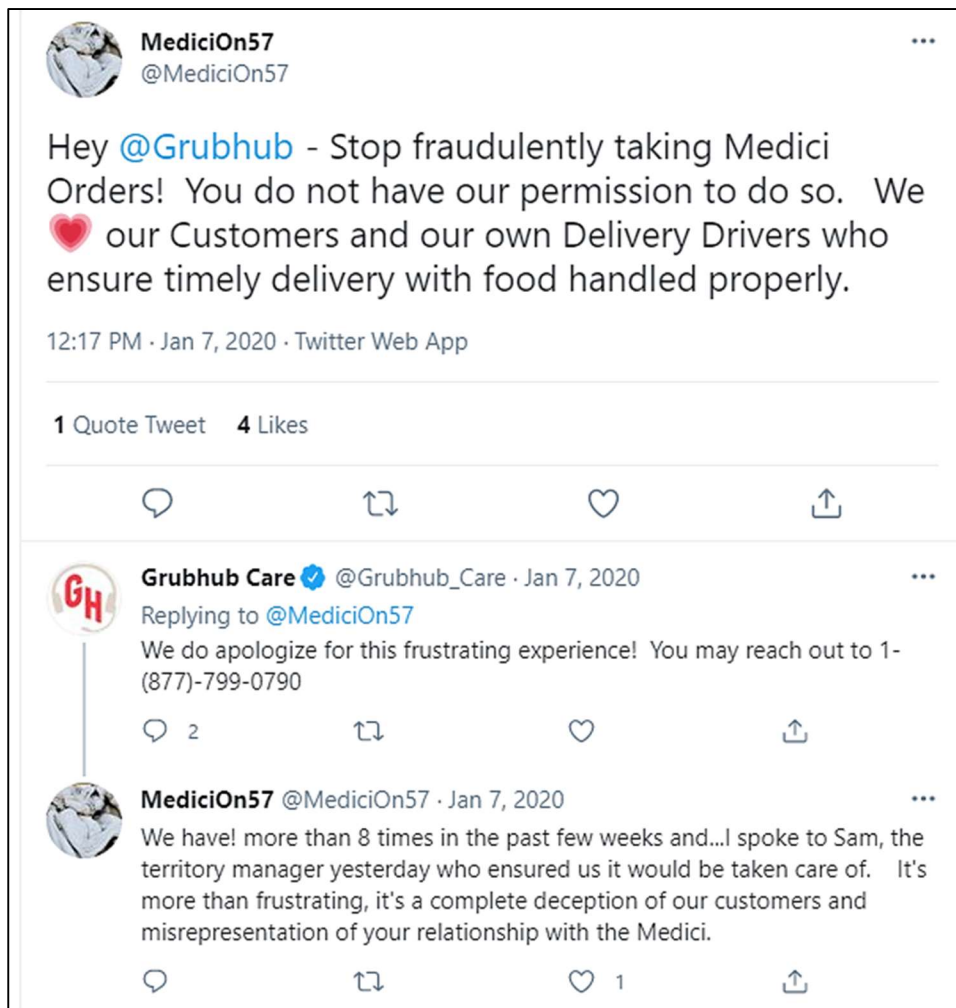 MediciOn57
@MediciOn57
Hey @Grubhub - Stop fraudulently taking Medici
Orders!  You do not have our permission to do so.   We
💗 our Customers and our own Delivery Drivers who
ensure timely delivery with food handled properly.
12:17 PM · Jan 7, 2020 · Twitter Web App
1 Quote Tweet   4 Likes
GH
Grubhub Care @Grubhub_Care · Jan 7, 2020
Replying to @MediciOn57
We do apologize for this frustrating experience!  You may reach out to 1-
(877)-799-0790
2
MediciOn57 @MediciOn57 · Jan 7, 2020
We have! more than 8 times in the past few weeks and...I spoke to Sam, the
territory manager yesterday who ensured us it would be taken care of.    It's
more than frustrating, it's a complete deception of our customers and
misrepresentation of your relationship with the Medici.
1